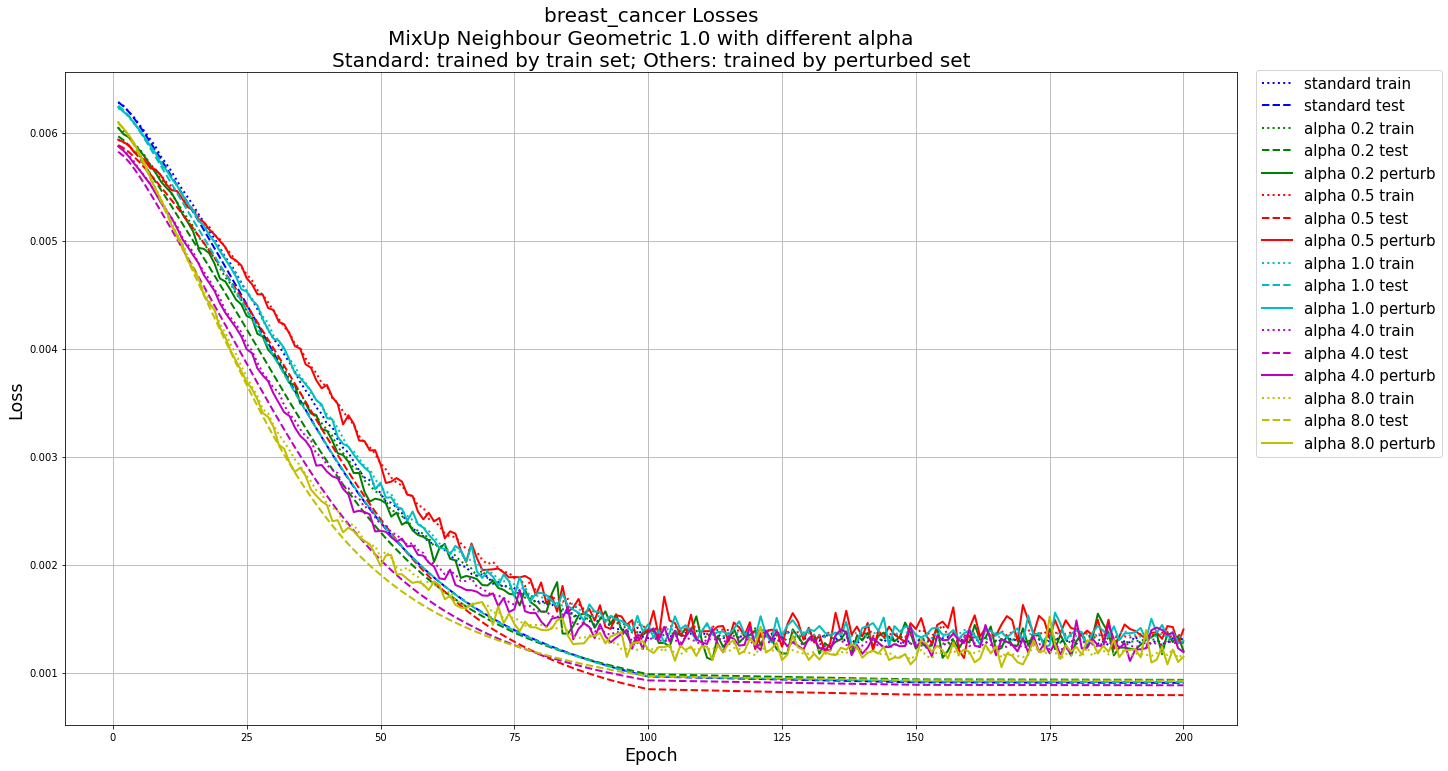 breast_cancer Losses
MixUp Neighbour Geometric 1.0 with different alpha
Standard: trained by train set; Others: trained by perturbed set
standard train
standard test
alpha 0.2 train
alpha 0.2 test
alpha 0.2 perturb
alpha 0.5 train
alpha 0.5 test
alpha 0.5 perturb
alpha 1.0 train
alpha 1.0 test
alpha 1.0 perturb
alpha 4.0 train
alpha 4.0 test
alpha 4.0 perturb
alpha 8.0 train
alpha 8.0 test
alpha 8.0 perturb
0.006
0.005
0.004
0.003
0.002
0.001
Loss
0 25 50 75 100 125 150 175 200
Epoch